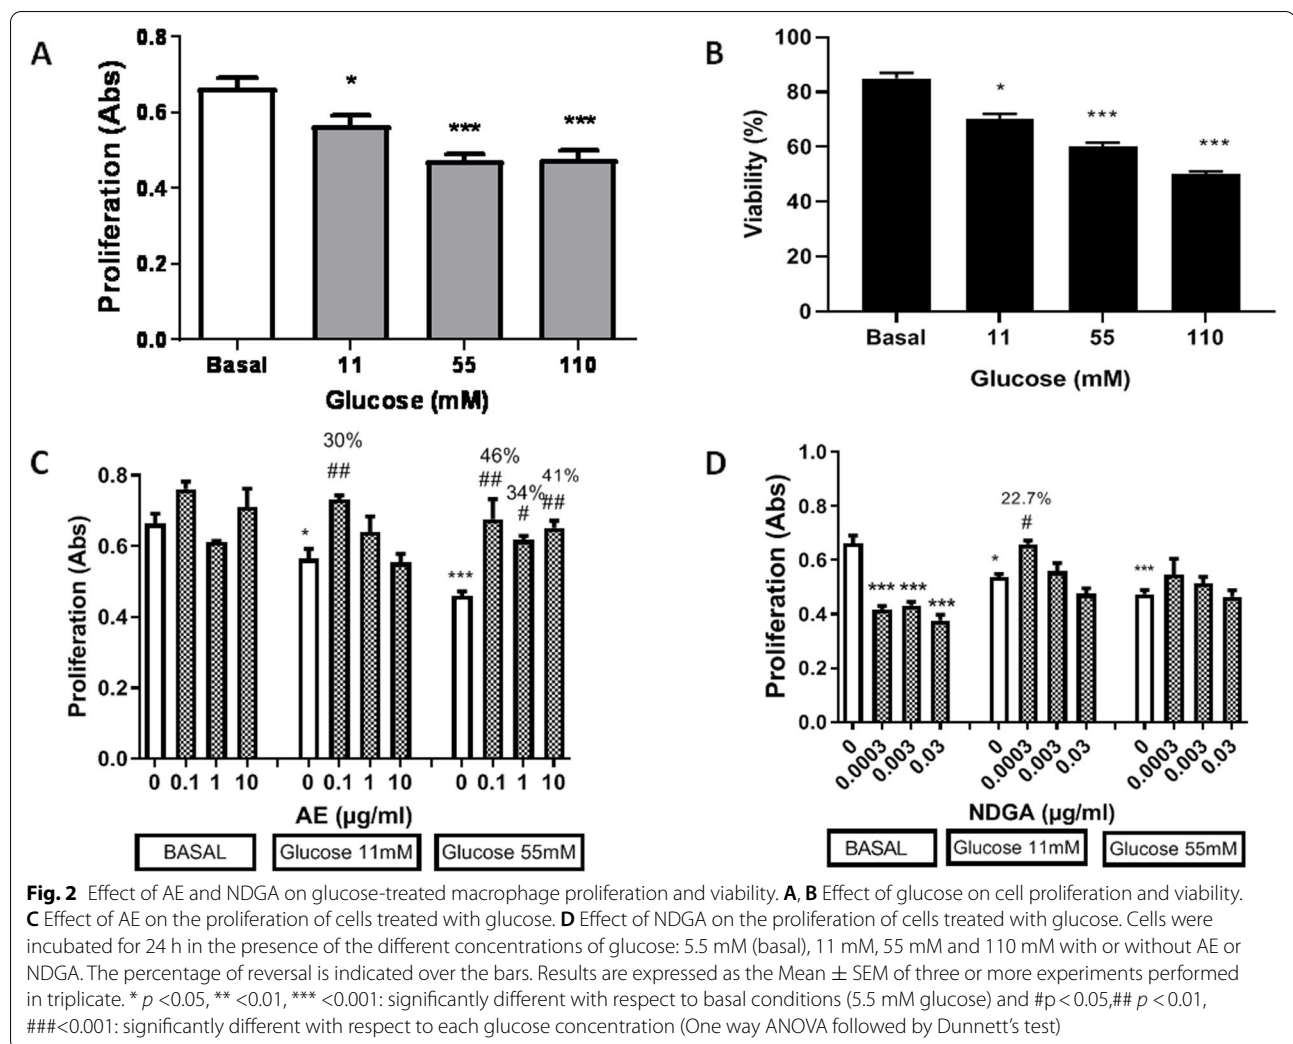 A
Proliferation (Abs)
0.8
0.6
0.4
0.2
0.0
*
***
***
Basal 11 55 110
Glucose (mM)
B
Viability (%)
100
80
60
40
20
0
*
***
***
Basal 11 55 110
Glucose (mM)
C
Proliferation (Abs)
0.8
0.6
0.4
0.2
0.0
*
30%
##
***
46%
##
34%
#
41%
##
0 0.1 1 10 0 0.1 1 10 0 0.1 1 10
AE (µg/ml)
BASAL Glucose 11mM Glucose 55mM
D
Proliferation (Abs)
1.0
0.8
0.6
0.4
0.2
0.0
*** *** ***
*
22.7%
#
***
0 0.0003 0.003 0.03 0 0.0003 0.003 0.03 0 0.0003 0.003 0.03
NDGA (µg/ml)
BASAL Glucose 11mM Glucose 55mM
Fig. 2 Effect of AE and NDGA on glucose-treated macrophage proliferation and viability. A, B Effect of glucose on cell proliferation and viability.
C Effect of AE on the proliferation of cells treated with glucose. D Effect of NDGA on the proliferation of cells treated with glucose. Cells were
incubated for 24 h in the presence of the different concentrations of glucose: 5.5 mM (basal), 11 mM, 55 mM and 110 mM with or without AE or
NDGA. The percentage of reversal is indicated over the bars. Results are expressed as the Mean ± SEM of three or more experiments performed
in triplicate. * p <0.05, ** <0.01, *** <0.001: significantly different with respect to basal conditions (5.5 mM glucose) and #p < 0.05,## p < 0.01,
###<0.001: significantly different with respect to each glucose concentration (One way ANOVA followed by Dunnett's test)